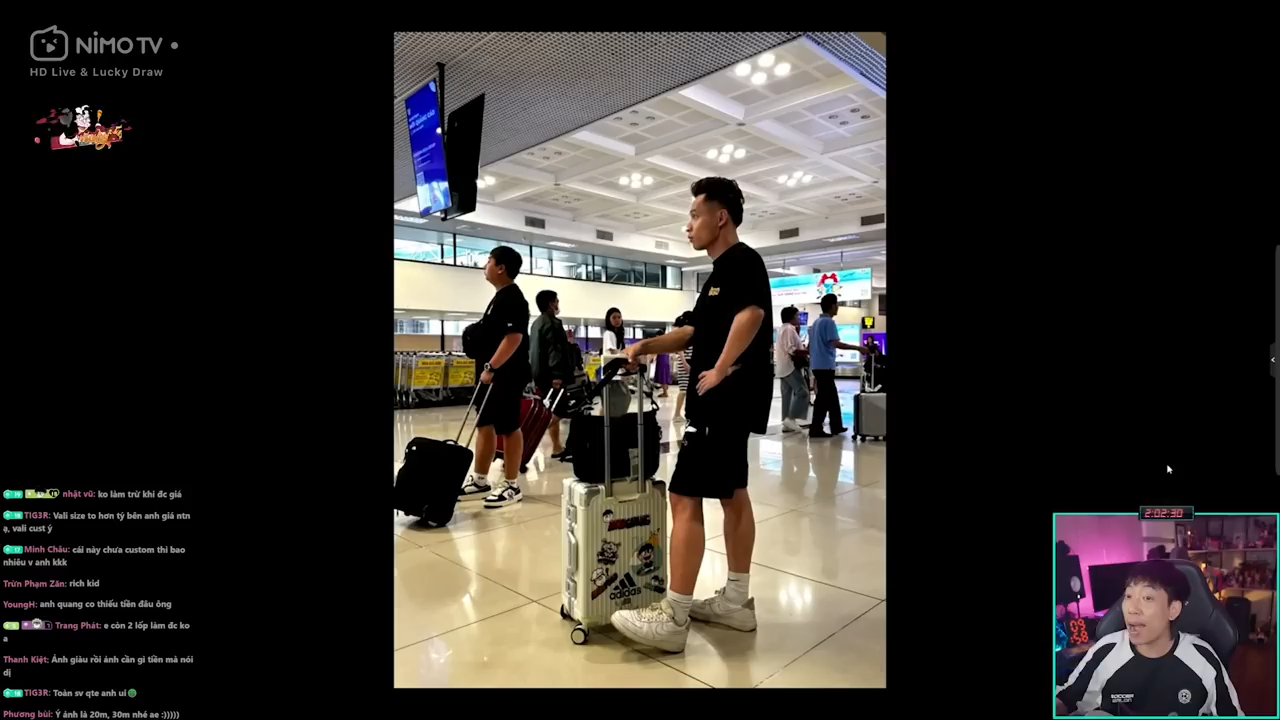 NiMO TV
HD Live & Lucky Draw
adidas
2:02:30
nhật vũ: ko làm trừ khi đc giá
TIG3R: Vali size to hơn tý bên anh giá ntn
ạ, vali cust ý
Minh Châu: cái này chưa custom thì bao
nhiêu v anh kkk
Trừn Phạm Zăn: rich kid
YoungH: anh quang co thiếu tiền đâu ông
Trang Phát: e còn 2 lốp làm đc ko
a
Thanh Kiệt: Ảnh giàu rồi ảnh cần gì tiền mà nói
dị
TIG3R: Toàn sv qte anh ui
Phương bùi: Ý ảnh là 20m, 30m nhé ae :)))))
09
58
SOCCER